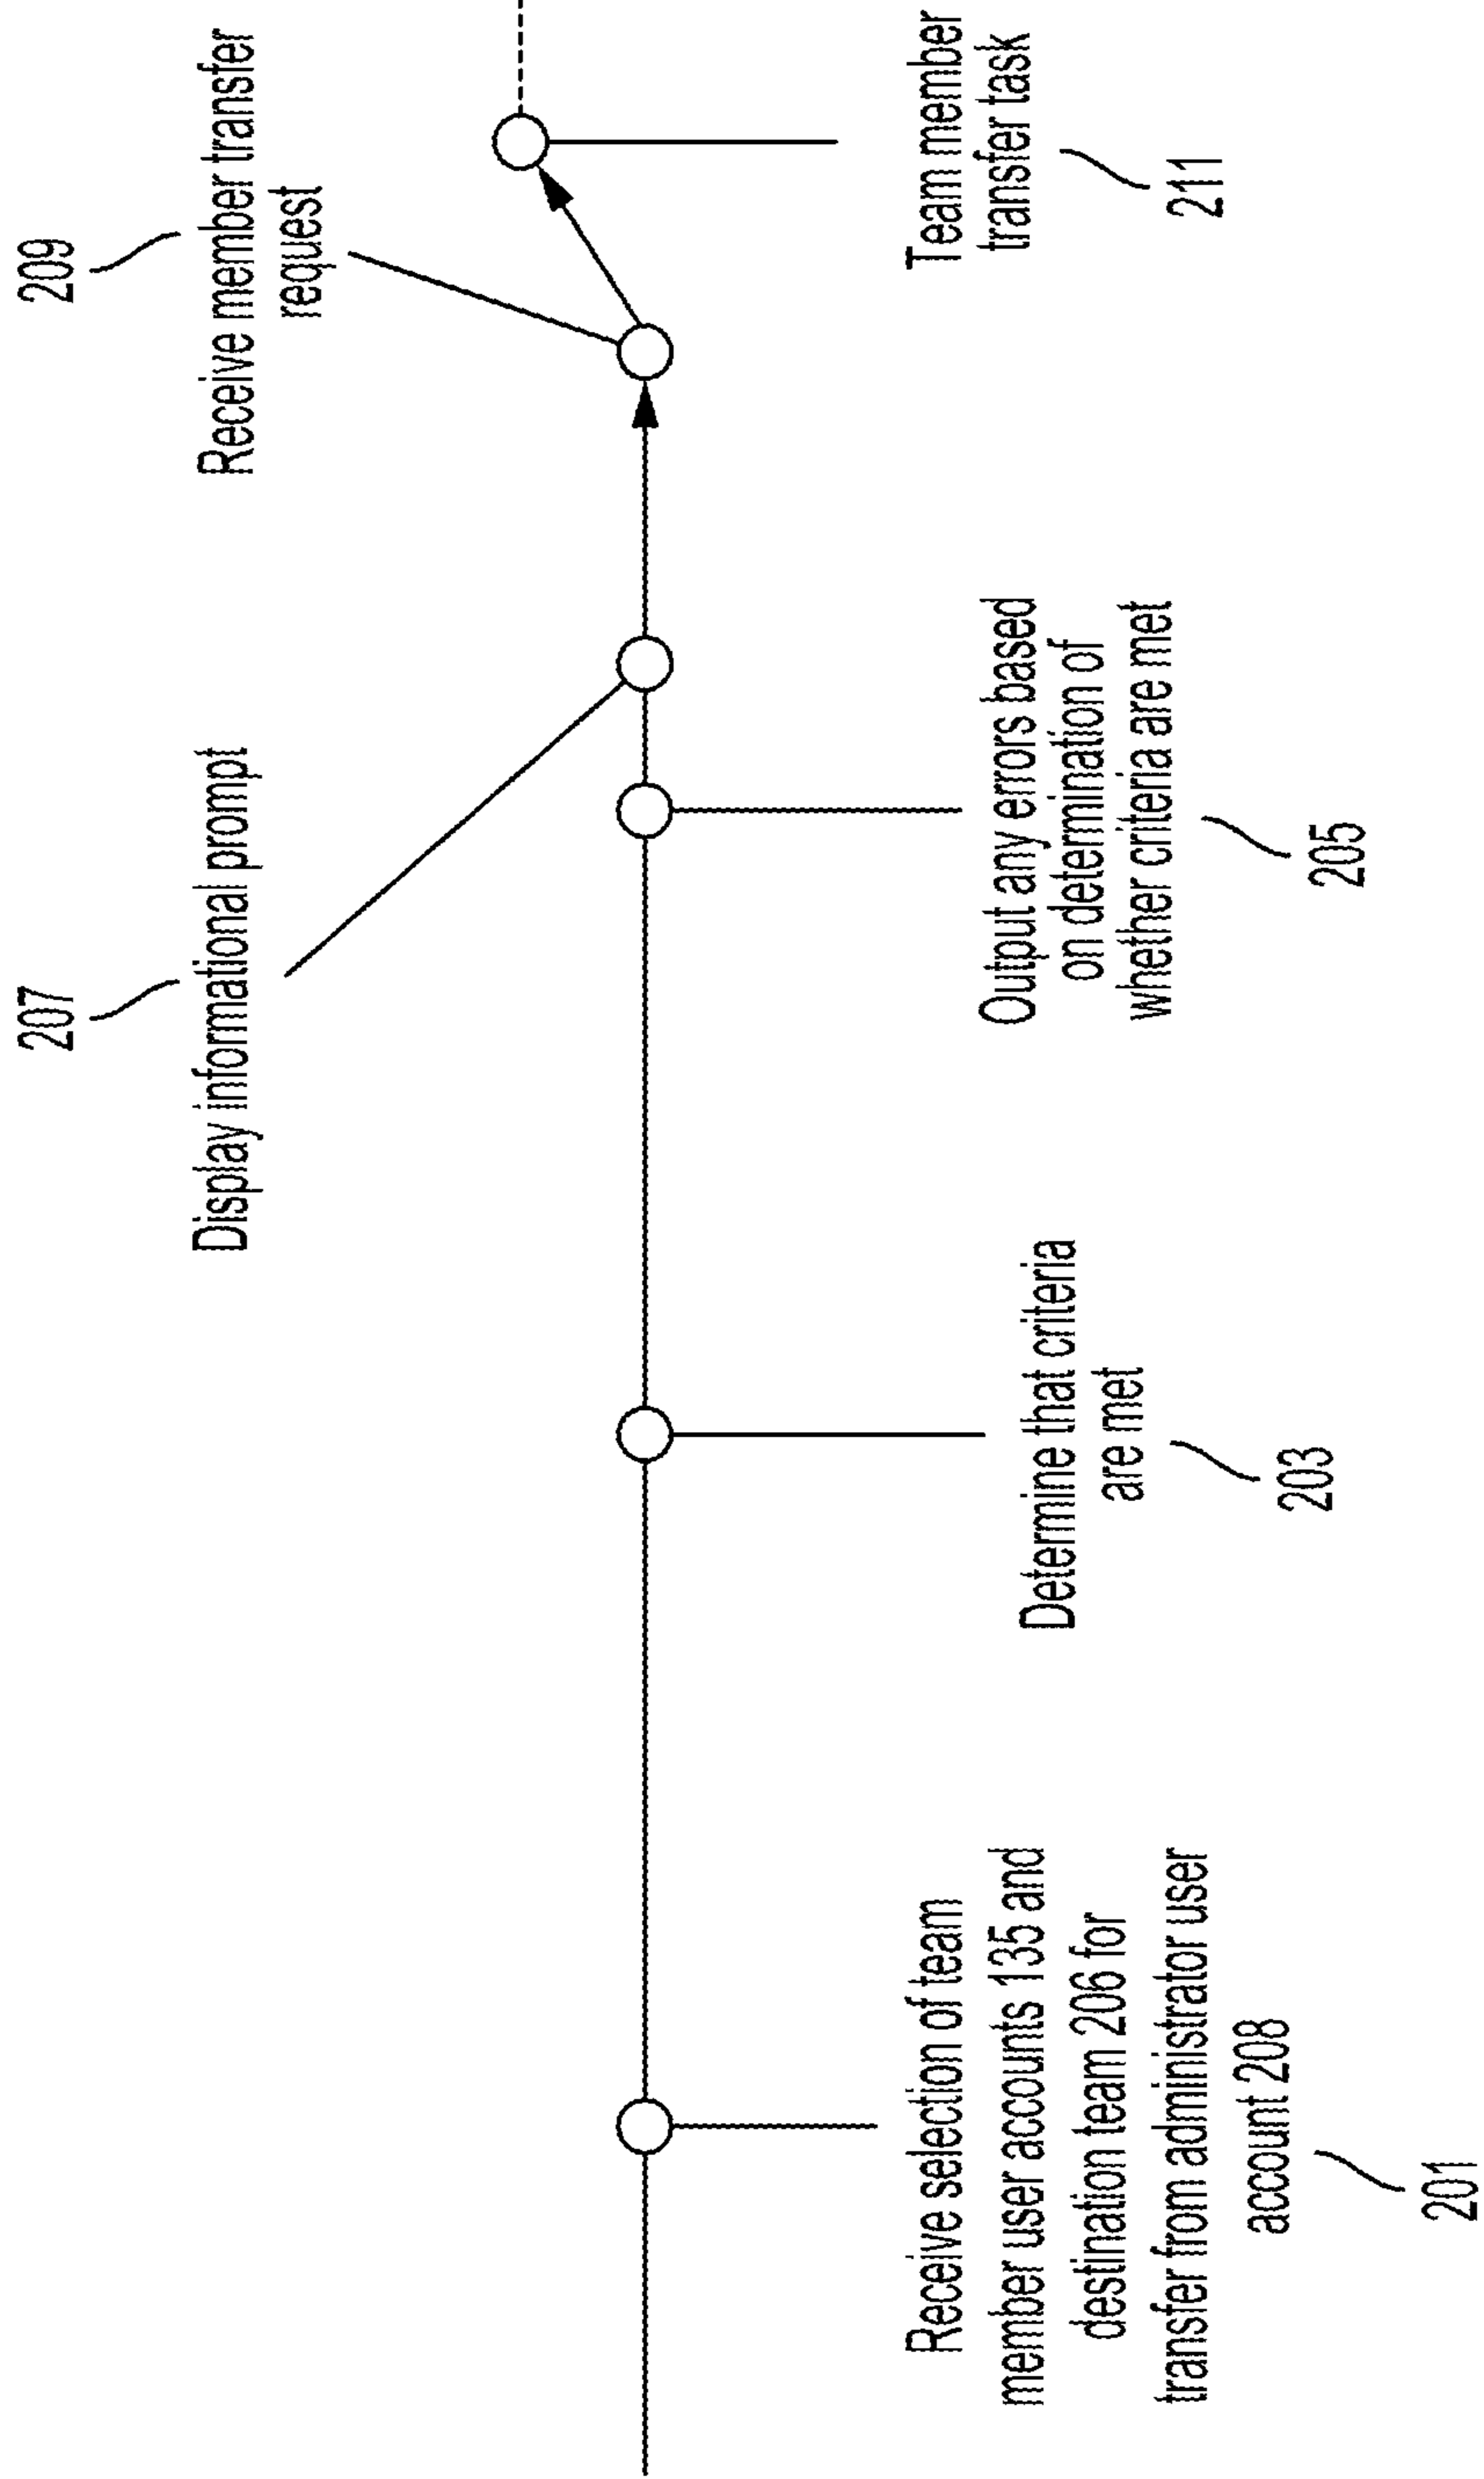 207
Display informational prompt
209
Receive member transfer
request
Receive selection of team
member user accounts 135 and
destination team 206 for
transfer from administrator user
account 208
201
Determine that criteria
are met
203
Output any errors based
on determination of
whether criteria are met
205
Team member
transfer task
211